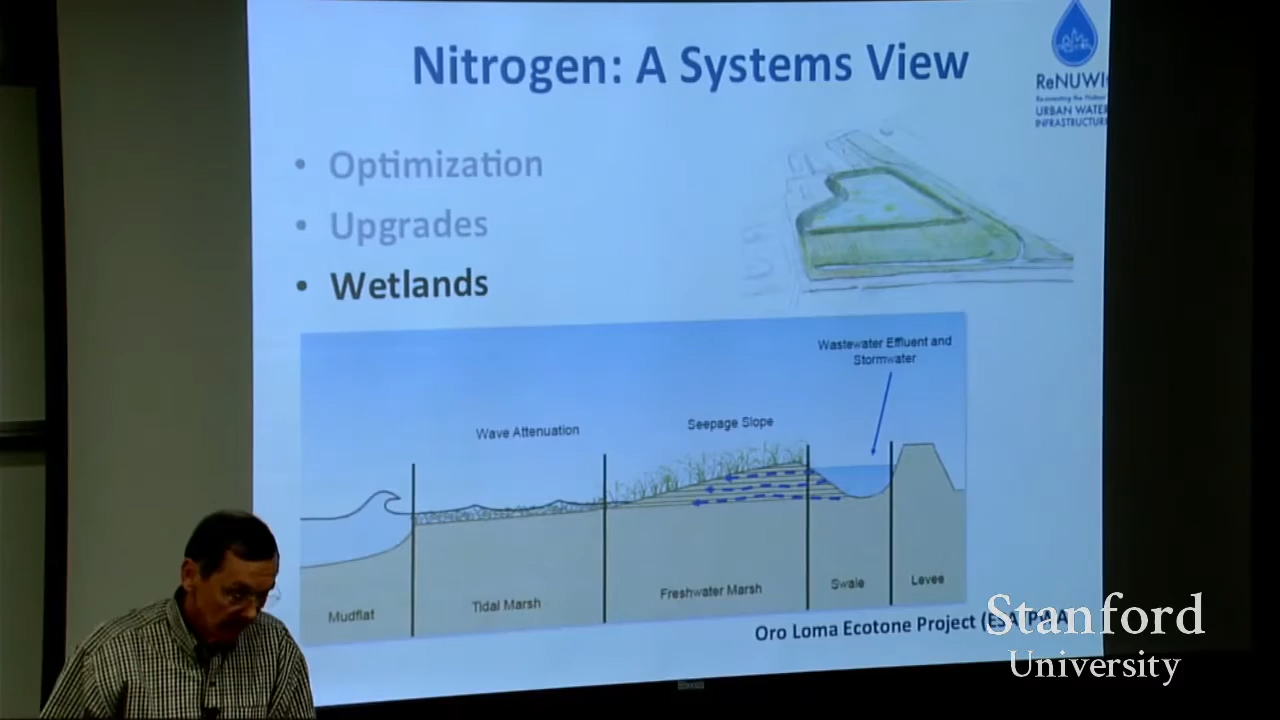 Nitrogen: A Systems View
ReNUWI
URBAN WATER
INFRASTRUCTURE
• Optimization
• Upgrades
• Wetlands
Wastewater Effluent and
Stormwater
Wave Attenuation
Seepage Slope
Mudflat
Tidal Marsh
Freshwater Marsh
Swale
Levee
Oro Loma Ecotone Project
Stanford
University